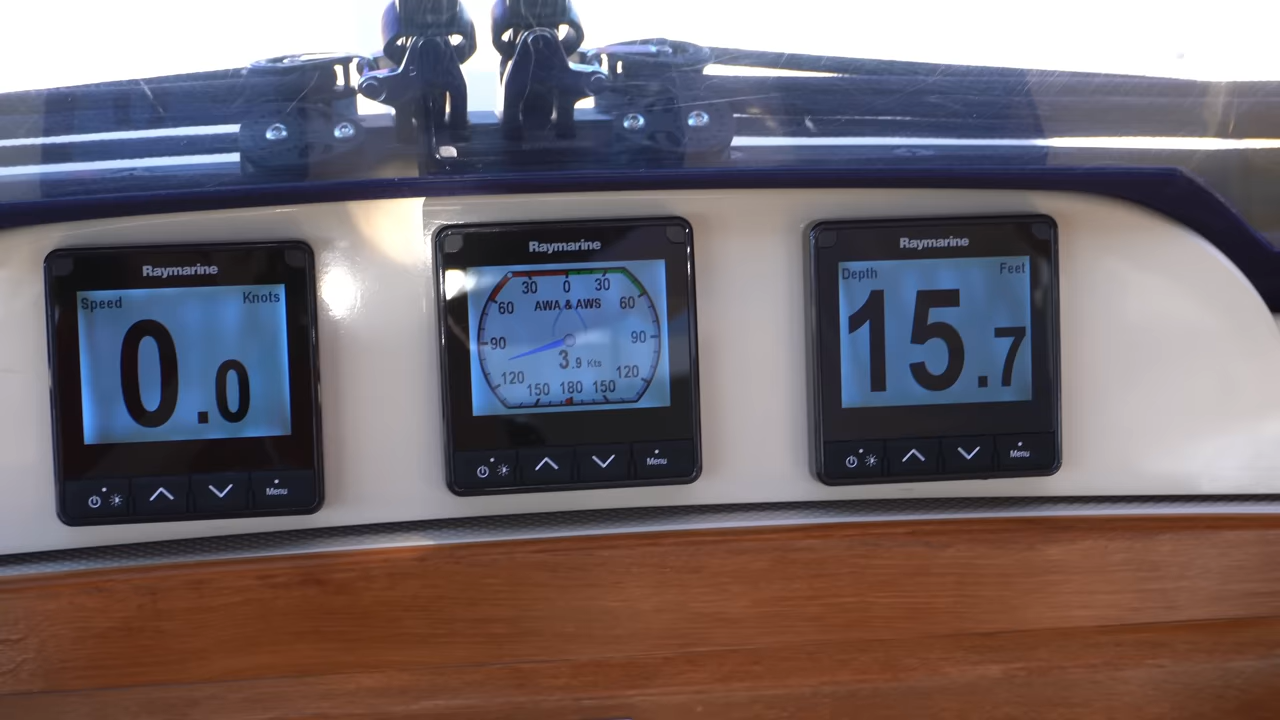 Raymarine
Speed Knots
0.0
Menu
Raymarine
30 0 30
60 AWA & AWS 60
90 90
3.9 Kts
120 120
150 180 150
Menu
Raymarine
Depth Feet
15.7
Menu